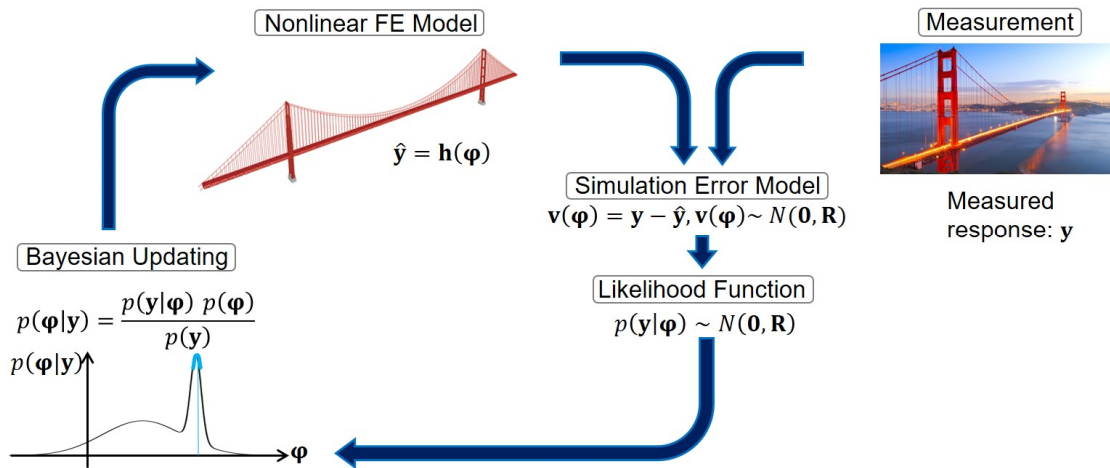 Nonlinear FE Model
𝐲̂ = 𝐡(𝛗)
Measurement
Measured
response: 𝐲
Simulation Error Model
𝐯(𝛗) = 𝐲 − 𝐲̂, 𝐯(𝛗)~ N(𝟎, 𝐑)
Likelihood Function
p(𝐲|𝛗) ~ N(𝟎, 𝐑)
Bayesian Updating
p(𝛗|𝐲) = p(𝐲|𝛗) p(𝛗) / p(𝐲)
p(𝛗|𝐲)
𝛗